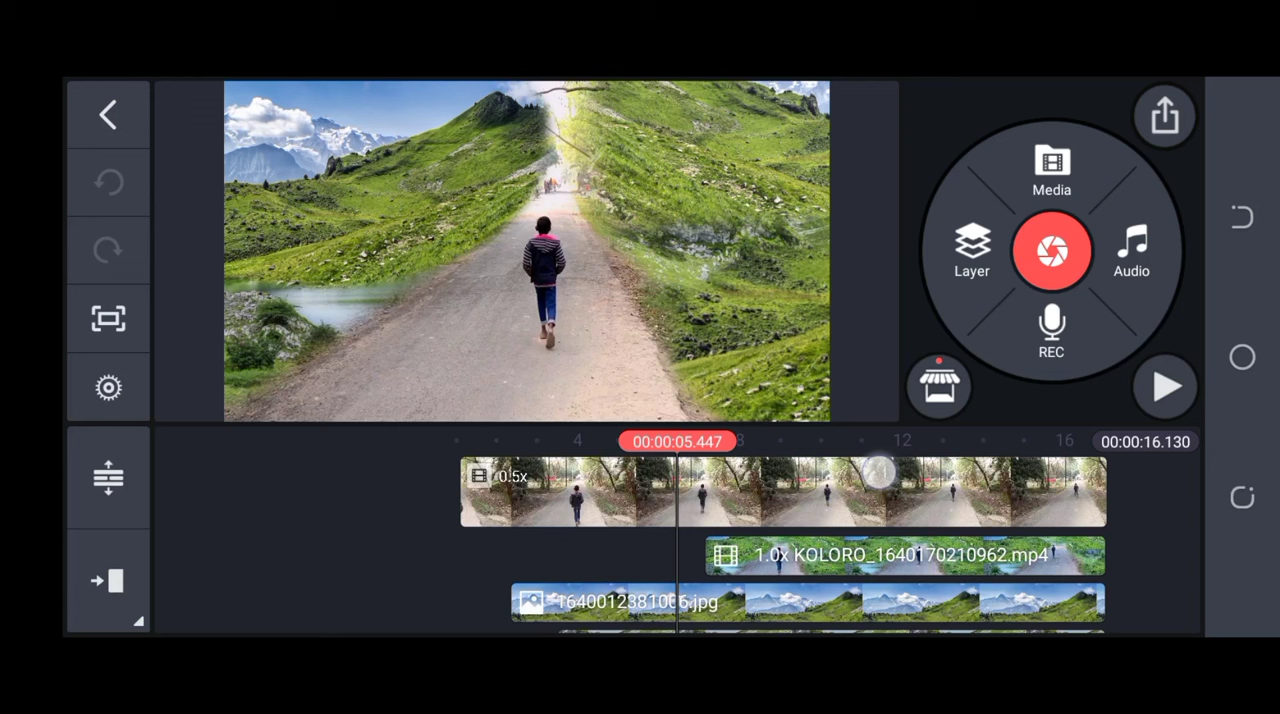 Media
Layer
Audio
REC
4
00:00:05.447
8
12
16
00:00:16.130
0.5x
1.0x KOLORO_1640170210962.mp4
1640012381006.jpg